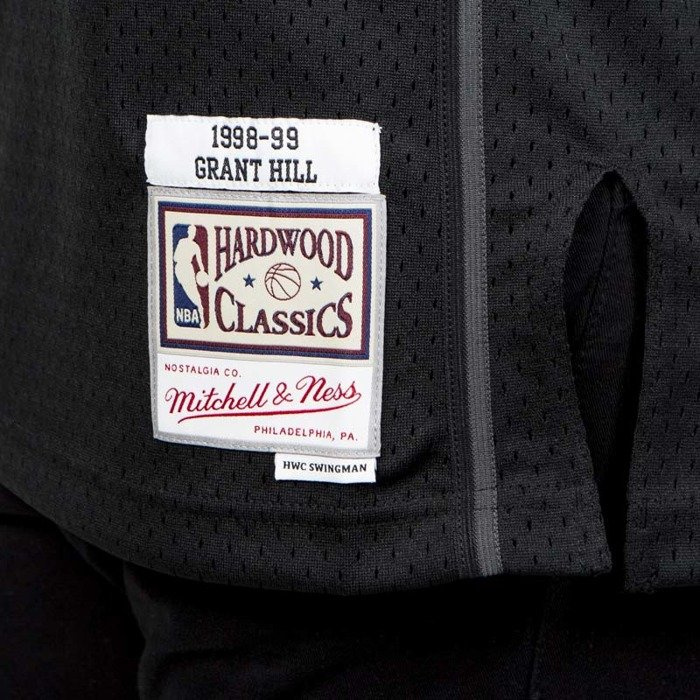 1998-99
GRANT HILL
HARDWOOD
CLASSICS
NBA
NOSTALGIA CO.
Mitchell & Ness
PHILADELPHIA, PA.
HWC SWINGMAN